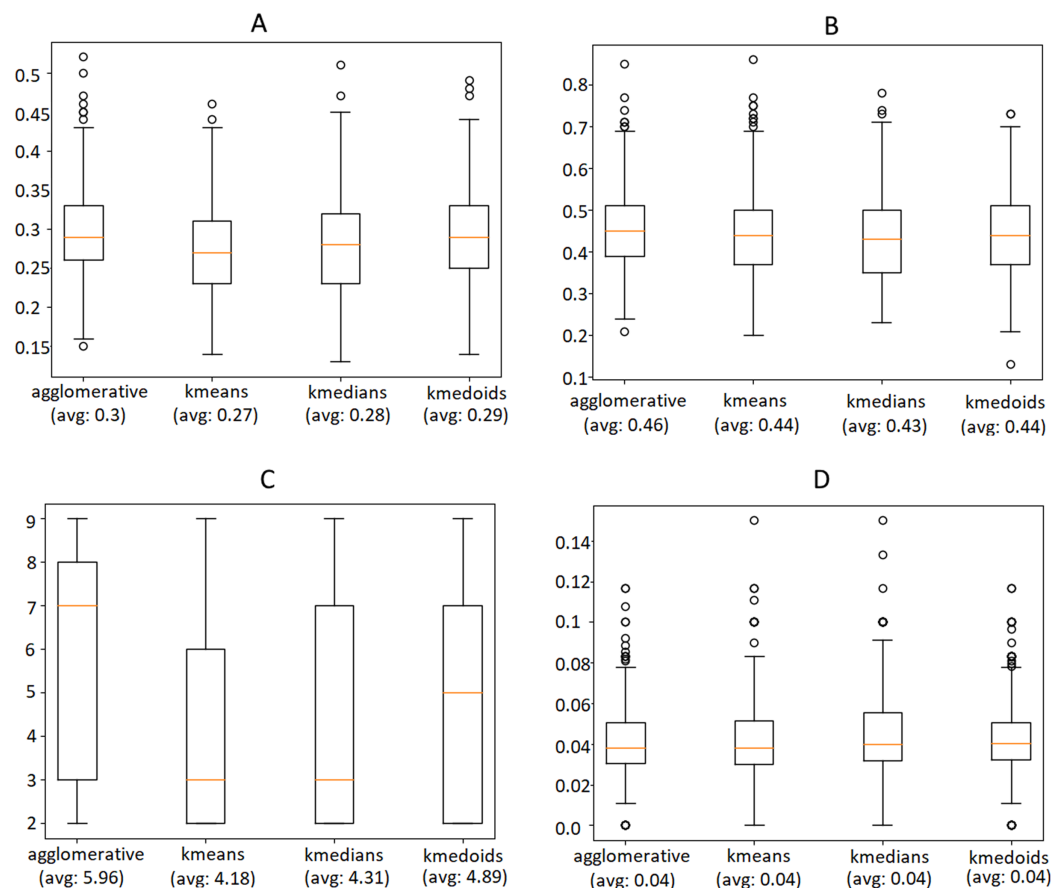 A
0.5
0.45
0.4
0.35
0.3
0.25
0.2
0.15
agglomerative kmeans kmedians kmedoids
(avg: 0.3) (avg: 0.27) (avg: 0.28) (avg: 0.29)
B
0.8
0.7
0.6
0.5
0.4
0.3
0.2
0.1
agglomerative kmeans kmedians kmedoids
(avg: 0.46) (avg: 0.44) (avg: 0.43) (avg: 0.44)
C
9
8
7
6
5
4
3
2
agglomerative kmeans kmedians kmedoids
(avg: 5.96) (avg: 4.18) (avg: 4.31) (avg: 4.89)
D
0.14
0.12
0.1
0.08
0.06
0.04
0.02
0.0
agglomerative kmeans kmedians kmedoids
(avg: 0.04) (avg: 0.04) (avg: 0.04) (avg: 0.04)